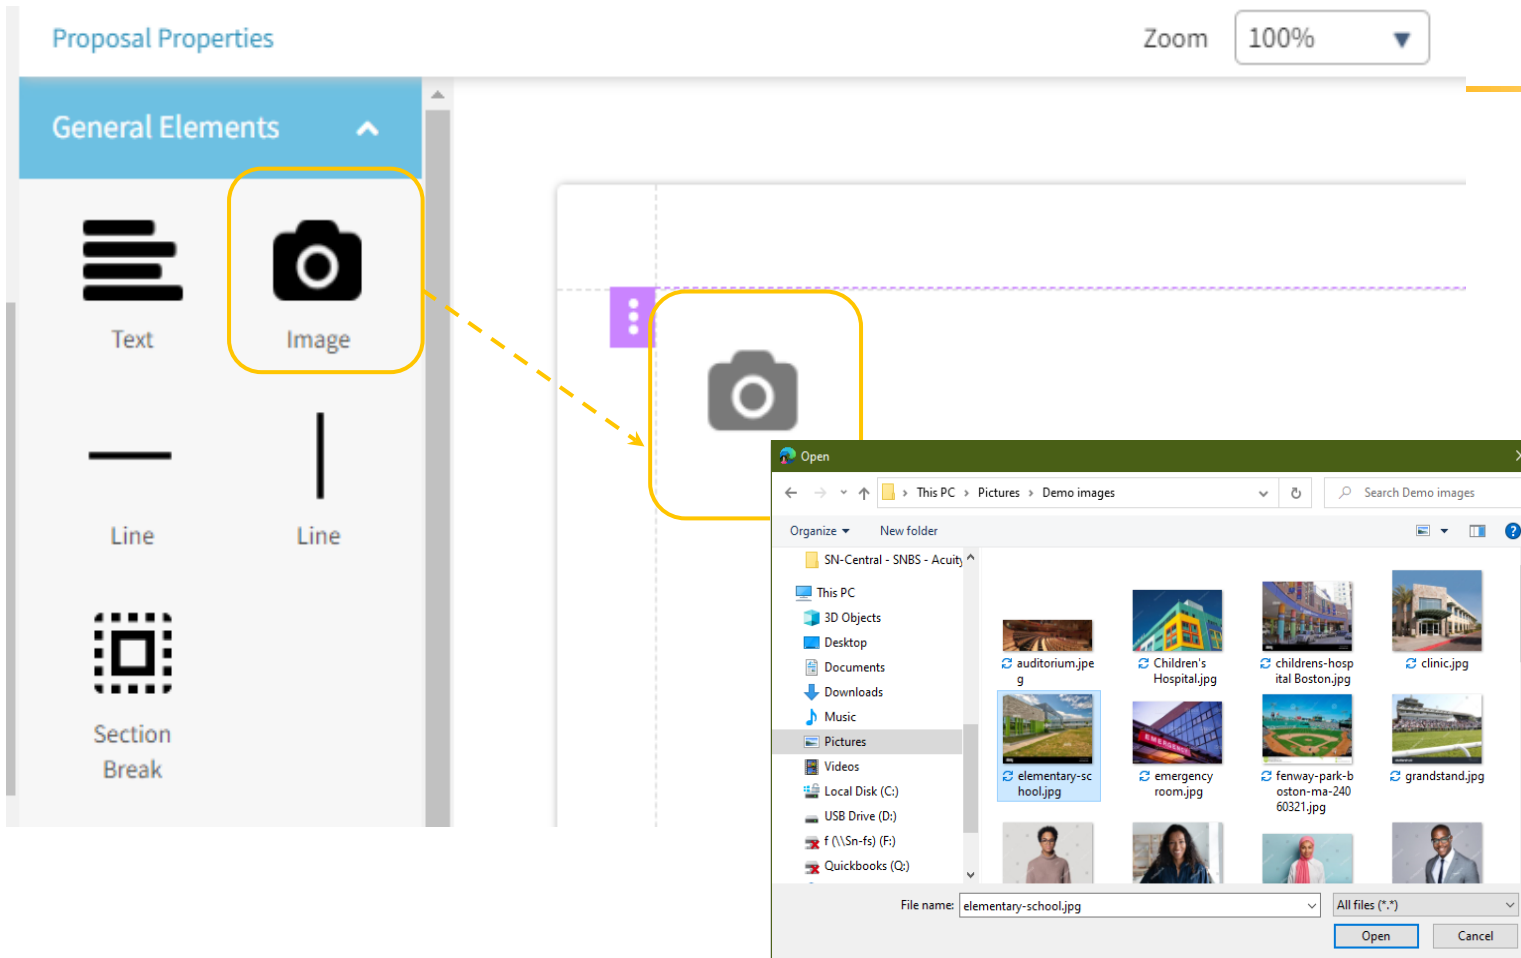 Proposal Properties
Zoom
100%
General Elements
Text
Image
Line
Line
Section
Break
Open
This PC
Pictures
Demo images
Search Demo images
Organize
New folder
SN-Central - SNBS - Acuity
This PC
3D Objects
Desktop
Documents
Downloads
Music
Pictures
Videos
Local Disk (C:)
USB Drive (D:)
f (\\Sn-fs) (F:)
Quickbooks (Q:)
auditorium.jpe
g
Children's
Hospital.jpg
childrens-hosp
ital Boston.jpg
clinic.jpg
EMERGENCY
elementary-sc
hool.jpg
emergency
room.jpg
fenway-park-b
oston-ma-240
60321.jpg
grandstand.jpg
File name:
elementary-school.jpg
All files (*.*)
Open
Cancel